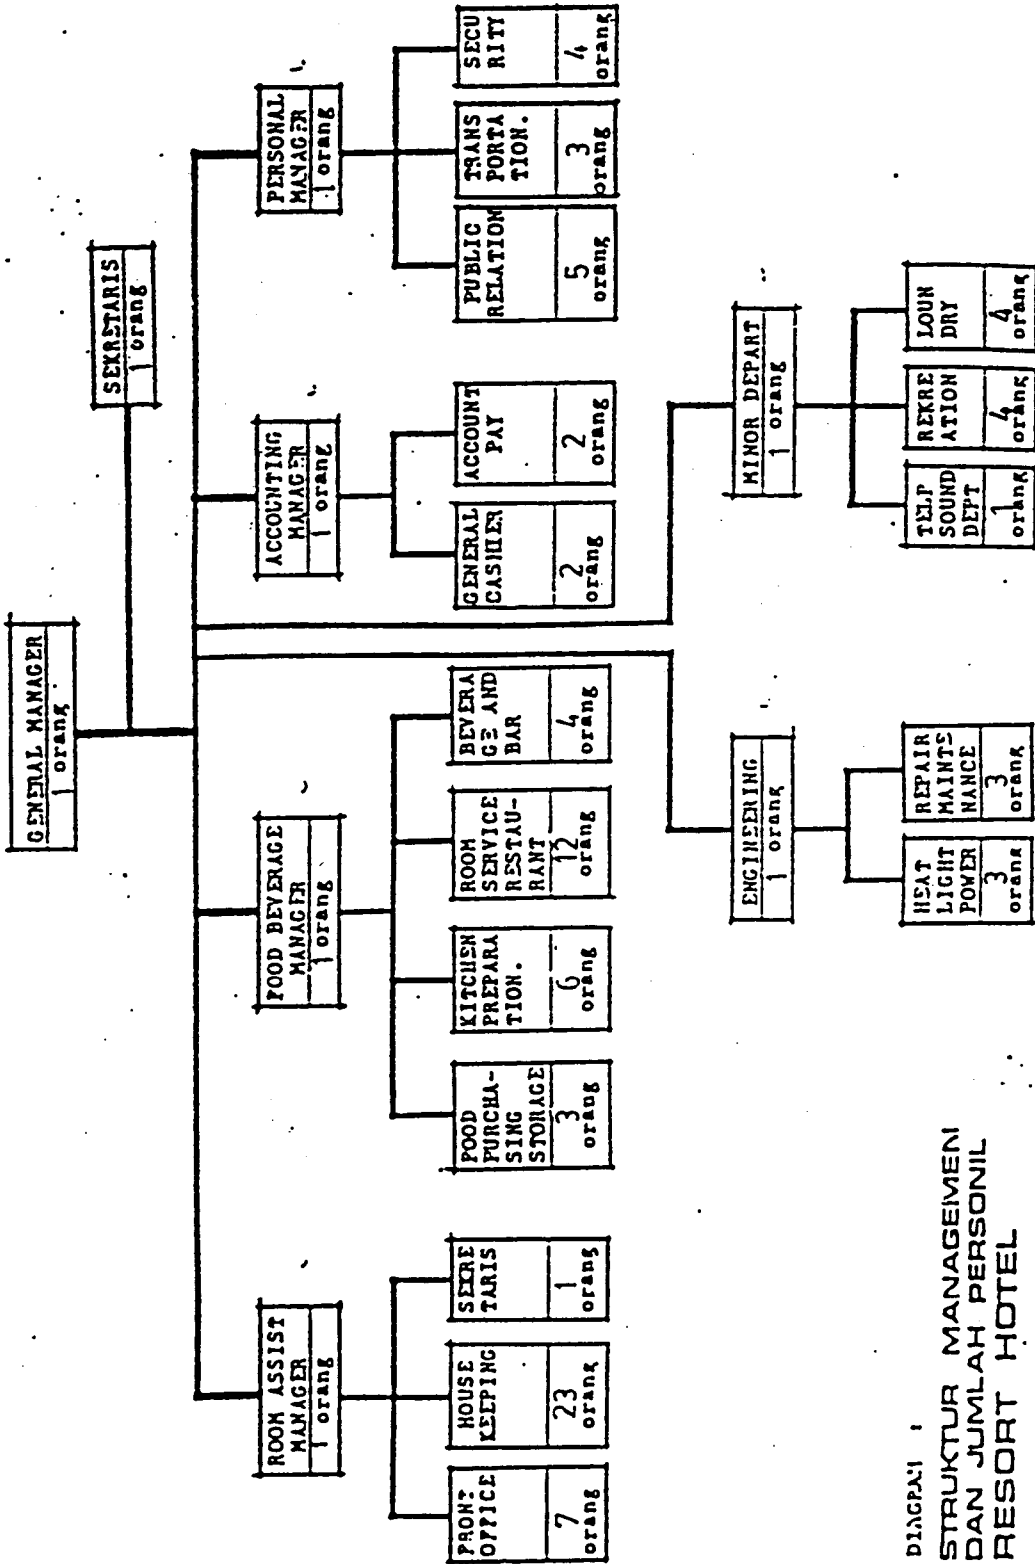 GENERAL MANAGER
1 orang
SEKRETARIS
1 orang
ROOM ASSIST
MANAGER
1 orang
FOOD BEVERAGE
MANAGER
1 orang
ACCOUNTING
MANAGER
1 orang
PERSONAL
MANAGER
1 orang
FRONT
OFFICE
7
orang
HOUSE
KEEPING
23
orang
SEKRE
TARIS
1
orang
FOOD
PURCHA-
SING
STORAGE
3
orang
KITCHEN
PREPARA
TION.
6
orang
ROOM
SERVICE
RESTAU-
RANT
12
orang
BEVERA
GE AND
BAR
4
orang
GENERAL
CASHIER
2
orang
ACCOUNT
PAY
2
orang
PUBLIC
RELATION
5
orang
TRANS
PORTA
TION.
3
orang
SECU
RITY
4
orang
ENGINEERING
1 orang
MINOR DEPART
1 orang
HEAT
LIGHT
POWER
3
orang
REPAIR
MAINTE
NANCE
3
orang
TELP
SOUND
DEPT
1
orang
REKRE
ATION
4
orang
LOUN
DRY
4
orang
DIAGRAM 1
STRUKTUR MANAGEMEN
DAN JUMLAH PERSONIL
RESORT HOTEL